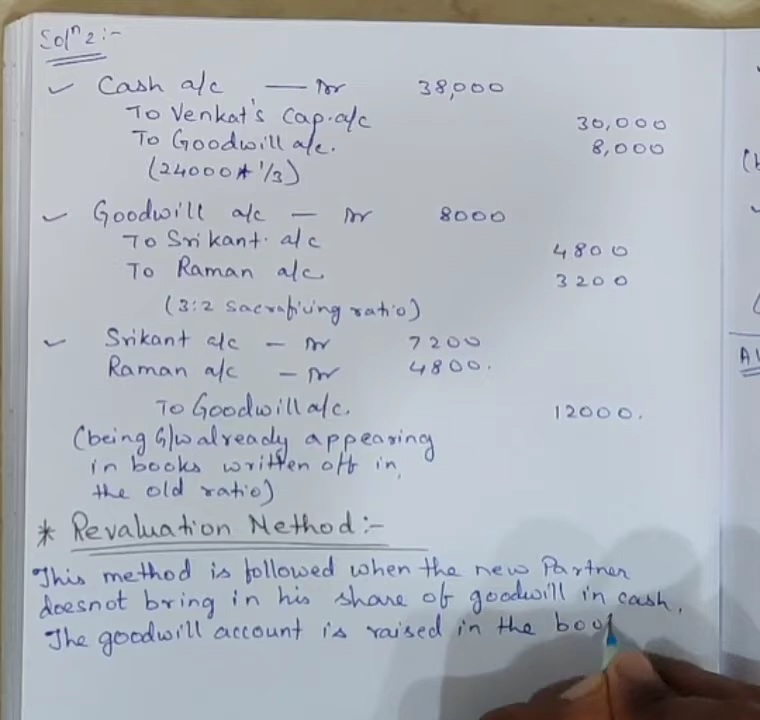 Solⁿ 2:-
✓ Cash a/c — Dr 38,000
To Venkat's Cap. a/c 30,000
To Goodwill a/c. 8,000
(24000 * 1/3)
✓ Goodwill a/c — Dr 8000
To Srikant. a/c 4800
To Raman a/c 3200
(3:2 sacrafising ratio)
✓ Srikant a/c — Dr 7200
Raman a/c — Dr 4800.
To Goodwill a/c. 12000.
(being G/w already appearing
in books written off in
the old ratio)
* Revaluation Method:-
This method is followed when the new Partner
doesnot bring in his share of goodwill in cash.
The goodwill account is raised in the book